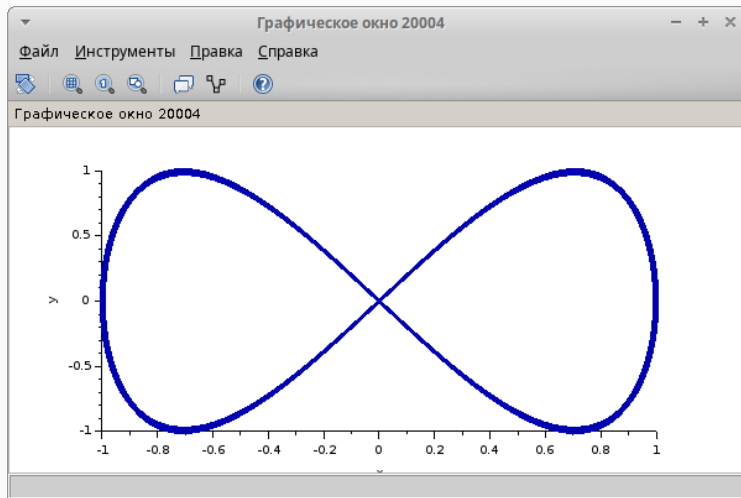 Графическое окно 20004
Файл Инструменты Правка Справка
Графическое окно 20004
1
0.5
y
0
-0.5
-1
-1 -0.8 -0.6 -0.4 -0.2 0 0.2 0.4 0.6 0.8 1